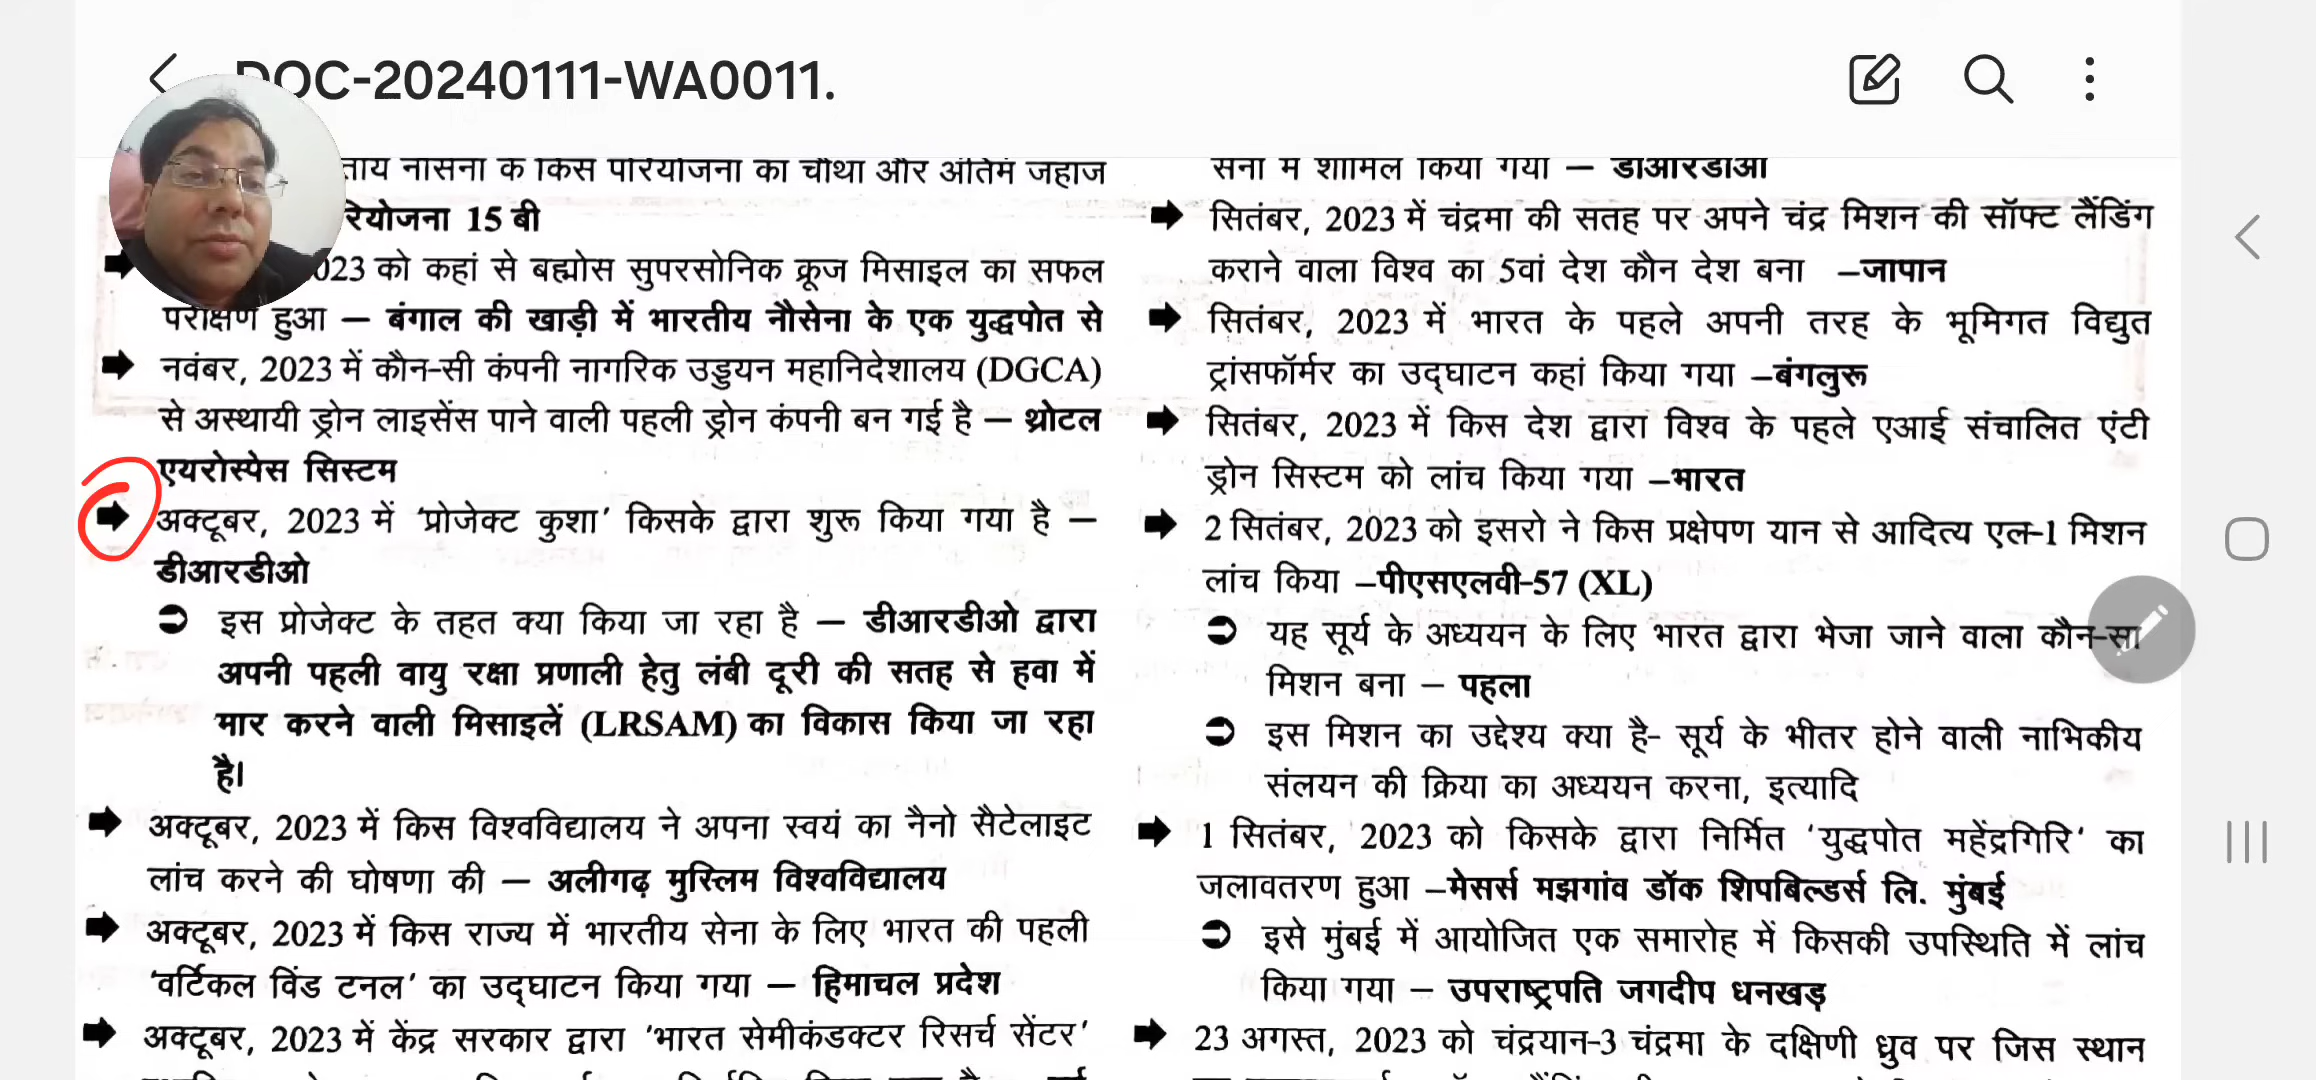 DOC-20240111-WA0011.
नौसेना के किस परियोजना का चौथा और अंतिम जहाज
15 बी
2023 को कहां से बह्मोस सुपरसोनिक क्रूज मिसाइल का सफल
परीक्षण हुआ — बंगाल की खाड़ी में भारतीय नौसेना के एक युद्धपोत से
नवंबर, 2023 में कौन-सी कंपनी नागरिक उड्डयन महानिदेशालय (DGCA)
से अस्थायी ड्रोन लाइसेंस पाने वाली पहली ड्रोन कंपनी बन गई है — थ्रोटल
एयरोस्पेस सिस्टम
अक्टूबर, 2023 में ‘प्रोजेक्ट कुशा’ किसके द्वारा शुरू किया गया है —
डीआरडीओ
इस प्रोजेक्ट के तहत क्या किया जा रहा है — डीआरडीओ द्वारा
अपनी पहली वायु रक्षा प्रणाली हेतु लंबी दूरी की सतह से हवा में
मार करने वाली मिसाइलें (LRSAM) का विकास किया जा रहा
है।
अक्टूबर, 2023 में किस विश्वविद्यालय ने अपना स्वयं का नैनो सैटेलाइट
लांच करने की घोषणा की — अलीगढ़ मुस्लिम विश्वविद्यालय
अक्टूबर, 2023 में किस राज्य में भारतीय सेना के लिए भारत की पहली
‘वर्टिकल विंड टनल’ का उद्घाटन किया गया — हिमाचल प्रदेश
अक्टूबर, 2023 में केंद्र सरकार द्वारा ‘भारत सेमीकंडक्टर रिसर्च सेंटर’
सेना में शामिल किया गया — डीआरडीओ
सितंबर, 2023 में चंद्रमा की सतह पर अपने चंद्र मिशन की सॉफ्ट लैंडिंग
कराने वाला विश्व का 5वां देश कौन देश बना –जापान
सितंबर, 2023 में भारत के पहले अपनी तरह के भूमिगत विद्युत
ट्रांसफॉर्मर का उद्घाटन कहां किया गया –बंगलुरू
सितंबर, 2023 में किस देश द्वारा विश्व के पहले एआई संचालित एंटी
ड्रोन सिस्टम को लांच किया गया –भारत
2 सितंबर, 2023 को इसरो ने किस प्रक्षेपण यान से आदित्य एल-1 मिशन
लांच किया –पीएसएलवी-57 (XL)
यह सूर्य के अध्ययन के लिए भारत द्वारा भेजा जाने वाला कौन-सा
मिशन बना – पहला
इस मिशन का उद्देश्य क्या है- सूर्य के भीतर होने वाली नाभिकीय
संलयन की क्रिया का अध्ययन करना, इत्यादि
1 सितंबर, 2023 को किसके द्वारा निर्मित ‘युद्धपोत महेंद्रगिरि’ का
जलावतरण हुआ –मेसर्स मझगांव डॉक शिपबिल्डर्स लि. मुंबई
इसे मुंबई में आयोजित एक समारोह में किसकी उपस्थिति में लांच
किया गया – उपराष्ट्रपति जगदीप धनखड़
23 अगस्त, 2023 को चंद्रयान-3 चंद्रमा के दक्षिणी ध्रुव पर जिस स्थान